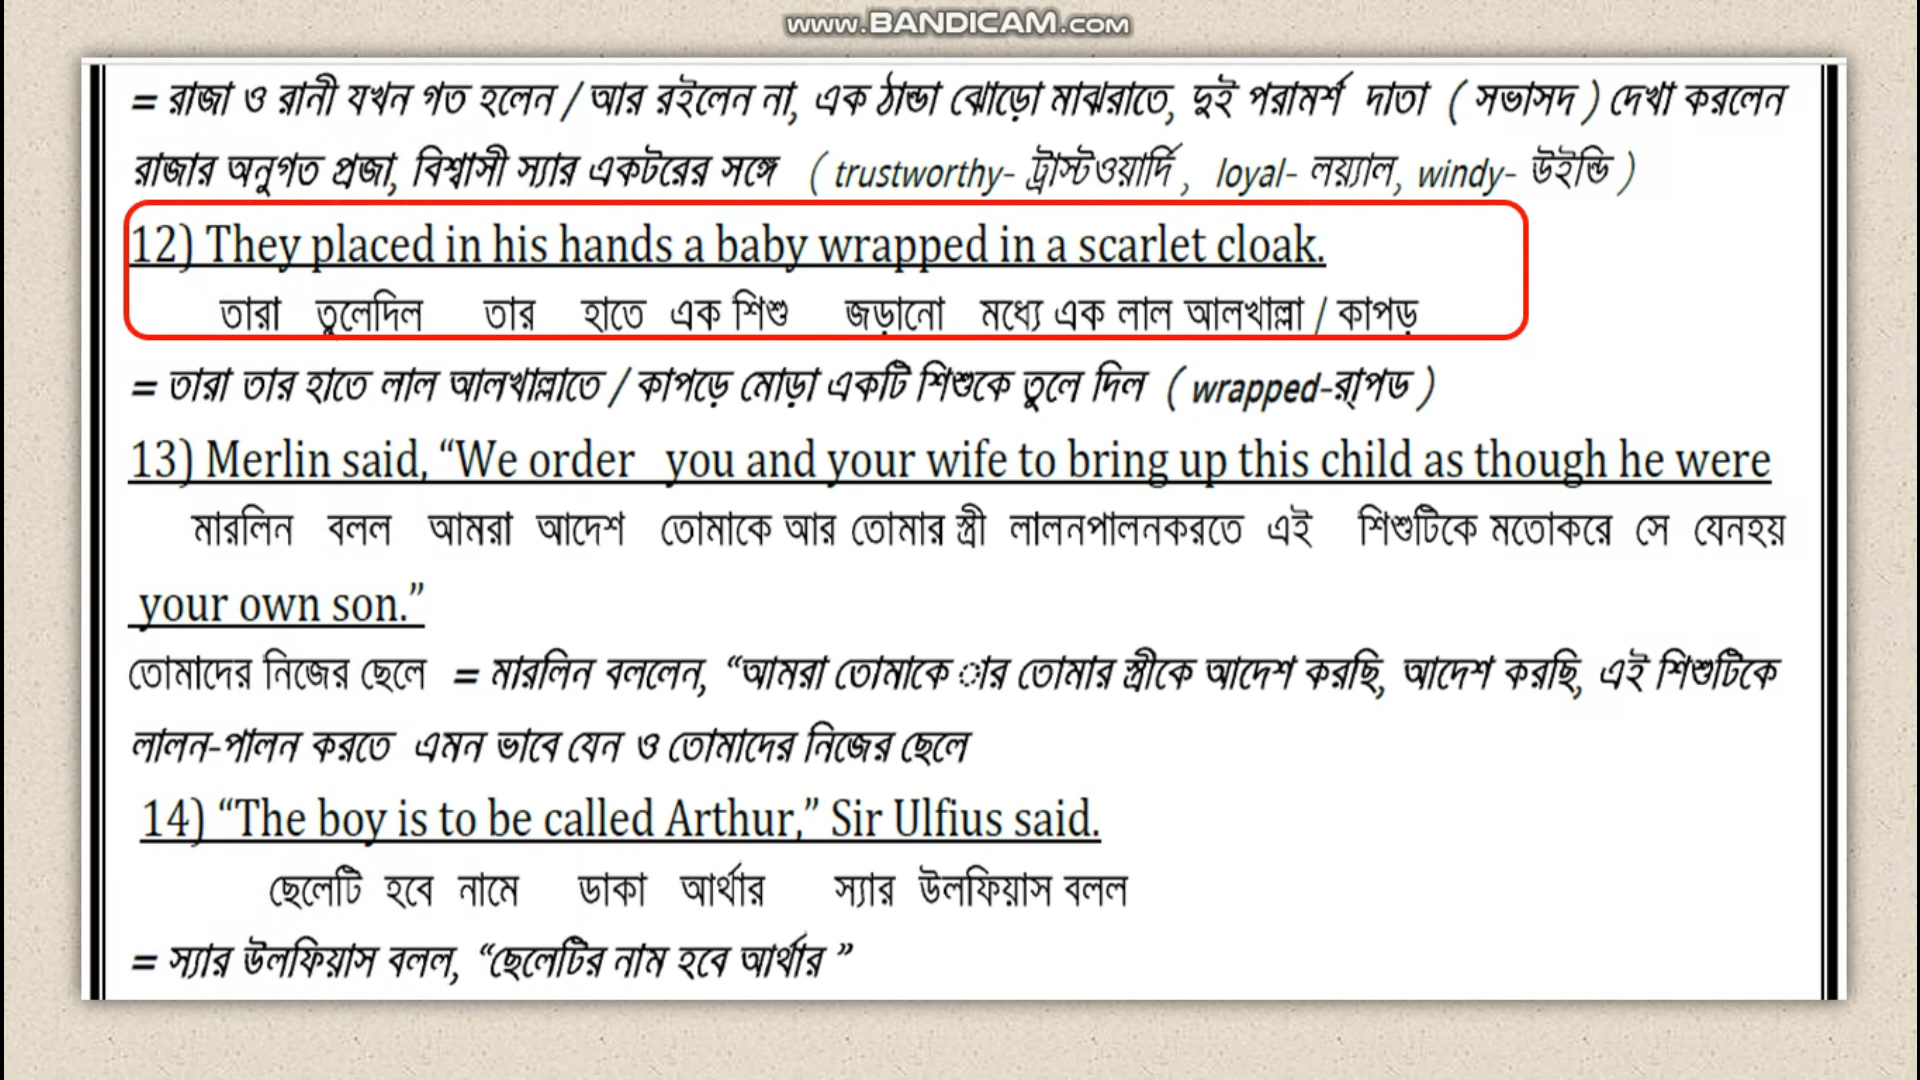 www.BANDICAM.com
= রাজা ও রানী যখন গত হলেন / আর রইলেন না, এক ঠান্ডা ঝোড়ো মাঝরাতে, দুই পরামর্শ দাতা ( সভাসদ ) দেখা করলেন
রাজার অনুগত প্রজা, বিশ্বাসী স্যার একটরের সঙ্গে ( trustworthy- ট্রাস্টওয়ার্দি , loyal- লয়্যাল, windy- উইন্ডি )
12) They placed in his hands a baby wrapped in a scarlet cloak.
তারা তুলেদিল তার হাতে এক শিশু জড়ানো মধ্যে এক লাল আলখাল্লা / কাপড়
= তারা তার হাতে লাল আলখাল্লাতে / কাপড়ে মোড়া একটি শিশুকে তুলে দিল ( wrapped-র‍্যাপড )
13) Merlin said, “We order you and your wife to bring up this child as though he were
মারলিন বলল আমরা আদেশ তোমাকে আর তোমার স্ত্রী লালনপালনকরতে এই শিশুটিকে মতোকরে সে যেনহয়
your own son.”
তোমাদের নিজের ছেলে = মারলিন বললেন, “আমরা তোমাকে ার তোমার স্ত্রীকে আদেশ করছি, আদেশ করছি, এই শিশুটিকে
লালন-পালন করতে এমন ভাবে যেন ও তোমাদের নিজের ছেলে
14) “The boy is to be called Arthur,” Sir Ulfius said.
ছেলেটি হবে নামে ডাকা আর্থার স্যার উলফিয়াস বলল
= স্যার উলফিয়াস বলল, “ছেলেটির নাম হবে আর্থার ”